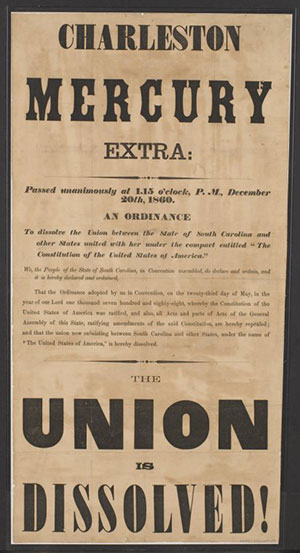 CHARLESTON
MERCURY
EXTRA:
Passed unanimously at 1.15 o'clock, P. M., December
20th, 1860.
AN ORDINANCE
To dissolve the Union between the State of South Carolina and
other States united with her under the compact entitled "The
Constitution of the United States of America."
We, the People of the State of South Carolina, in Convention assembled, do declare and ordain, and
it is hereby declared and ordained,
That the Ordinance adopted by us in Convention, on the twenty-third day of May, in the
year of our Lord one thousand seven hundred and eighty-eight, whereby the Constitution of the
United States of America was ratified, and also, all Acts and parts of Acts of the General
Assembly of this State, ratifying amendments of the said Constitution, are hereby repealed;
and that the union now subsisting between South Carolina and other States, under the name of
"The United States of America," is hereby dissolved.
THE
UNION
IS
DISSOLVED!